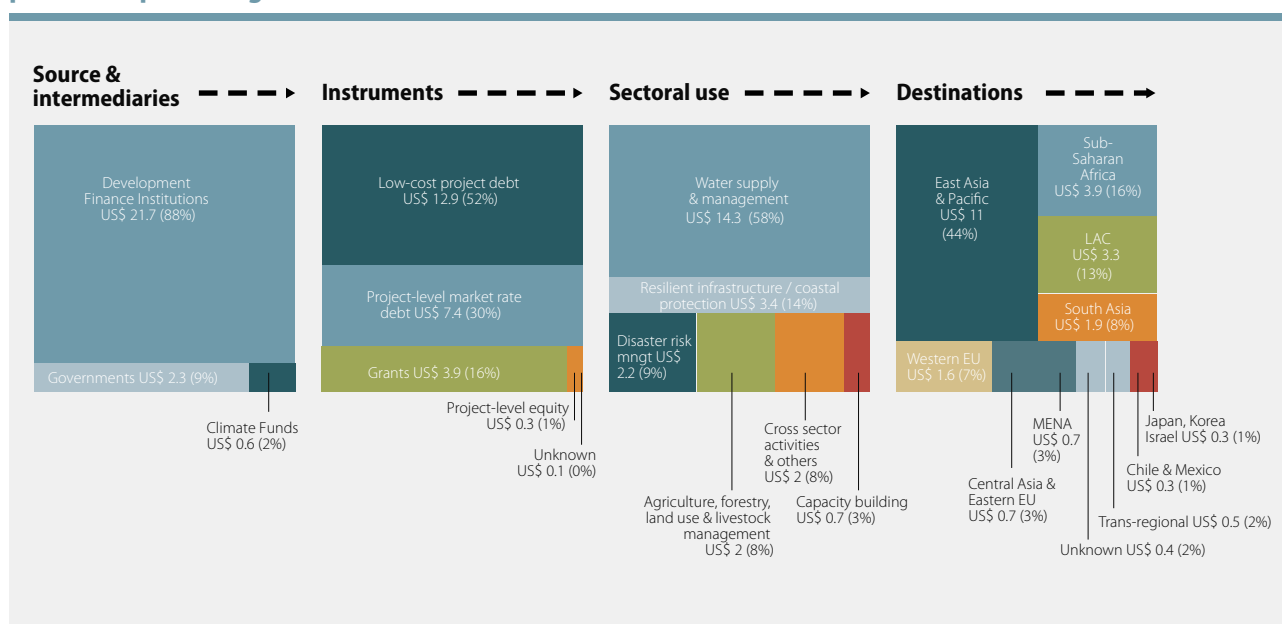 Source &
intermediaries
Instruments
Sectoral use
Destinations
Development
Finance Institutions
US$ 21.7 (88%)
Governments US$ 2.3 (9%)
Climate Funds
US$ 0.6 (2%)
Low-cost project debt
US$ 12.9 (52%)
Project-level market rate
debt US$ 7.4 (30%)
Grants US$ 3.9 (16%)
Project-level equity
US$ 0.3 (1%)
Unknown
US$ 0.1 (0%)
Water supply
& management
US$ 14.3 (58%)
Resilient infrastructure / coastal
protection US$ 3.4 (14%)
Disaster risk
mngt US$
2.2 (9%)
Cross sector
activities
& others
US$ 2 (8%)
Agriculture, forestry,
land use & livestock
management
US$ 2 (8%)
Capacity building
US$ 0.7 (3%)
East Asia
& Pacific
US$ 11
(44%)
Sub-
Saharan
Africa
US$ 3.9 (16%)
LAC
US$ 3.3
(13%)
South Asia
US$ 1.9 (8%)
Western EU
US$ 1.6 (7%)
MENA
US$ 0.7
(3%)
Japan, Korea
Israel US$ 0.3 (1%)
Central Asia &
Eastern EU
US$ 0.7 (3%)
Chile & Mexico
US$ 0.3 (1%)
Trans-regional US$ 0.5 (2%)
Unknown US$ 0.4 (2%)